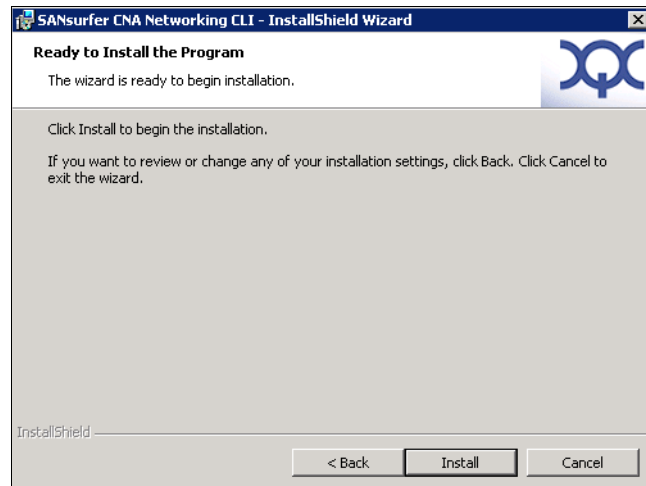 SANsurfer CNA Networking CLI - InstallShield Wizard
Ready to Install the Program
The wizard is ready to begin installation.
Click Install to begin the installation.
If you want to review or change any of your installation settings, click Back. Click Cancel to
exit the wizard.
InstallShield
< Back Install Cancel